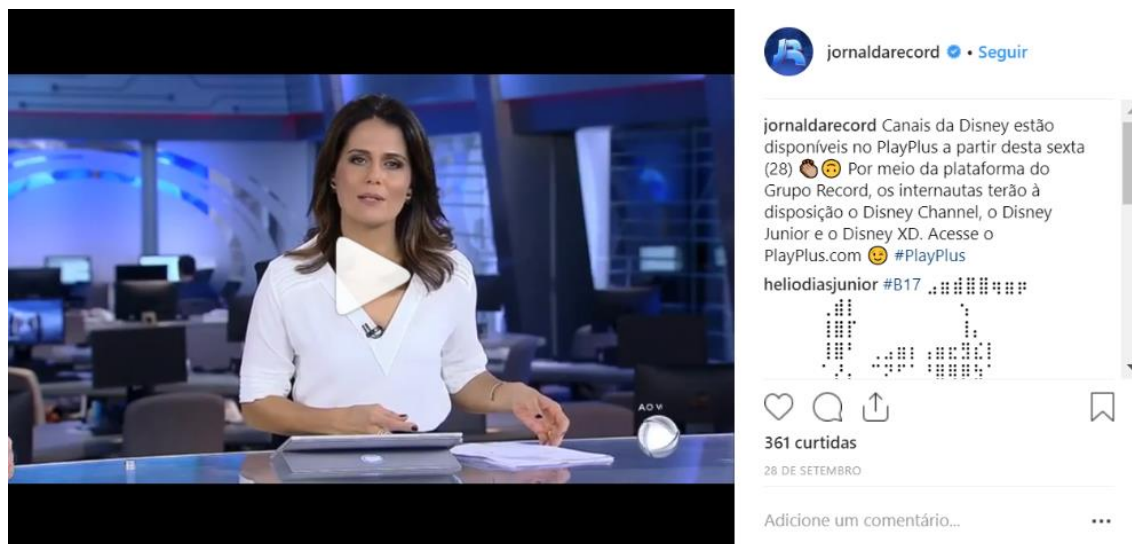 JR
jornaldarecord • Seguir
jornaldarecord Canais da Disney estão
disponíveis no PlayPlus a partir desta sexta
(28) 👏🏾🙃 Por meio da plataforma do
Grupo Record, os internautas terão à
disposição o Disney Channel, o Disney
Junior e o Disney XD. Acesse o
PlayPlus.com 😉 #PlayPlus
heliodiasjunior #B17
AO VI
361 curtidas
28 DE SETEMBRO
Adicione um comentário...